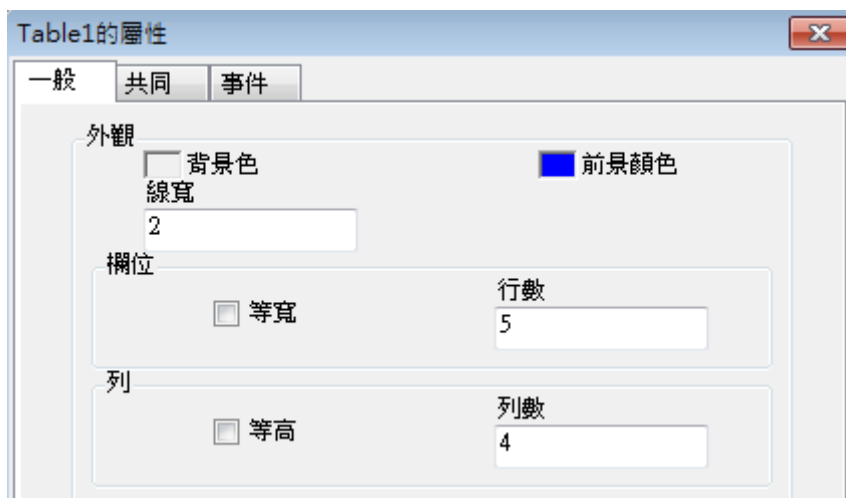 Table1的屬性
一般 共同 事件
外觀
背景色 前景顏色
線寬
2
欄位
等寬 行數
5
列
等高 列數
4